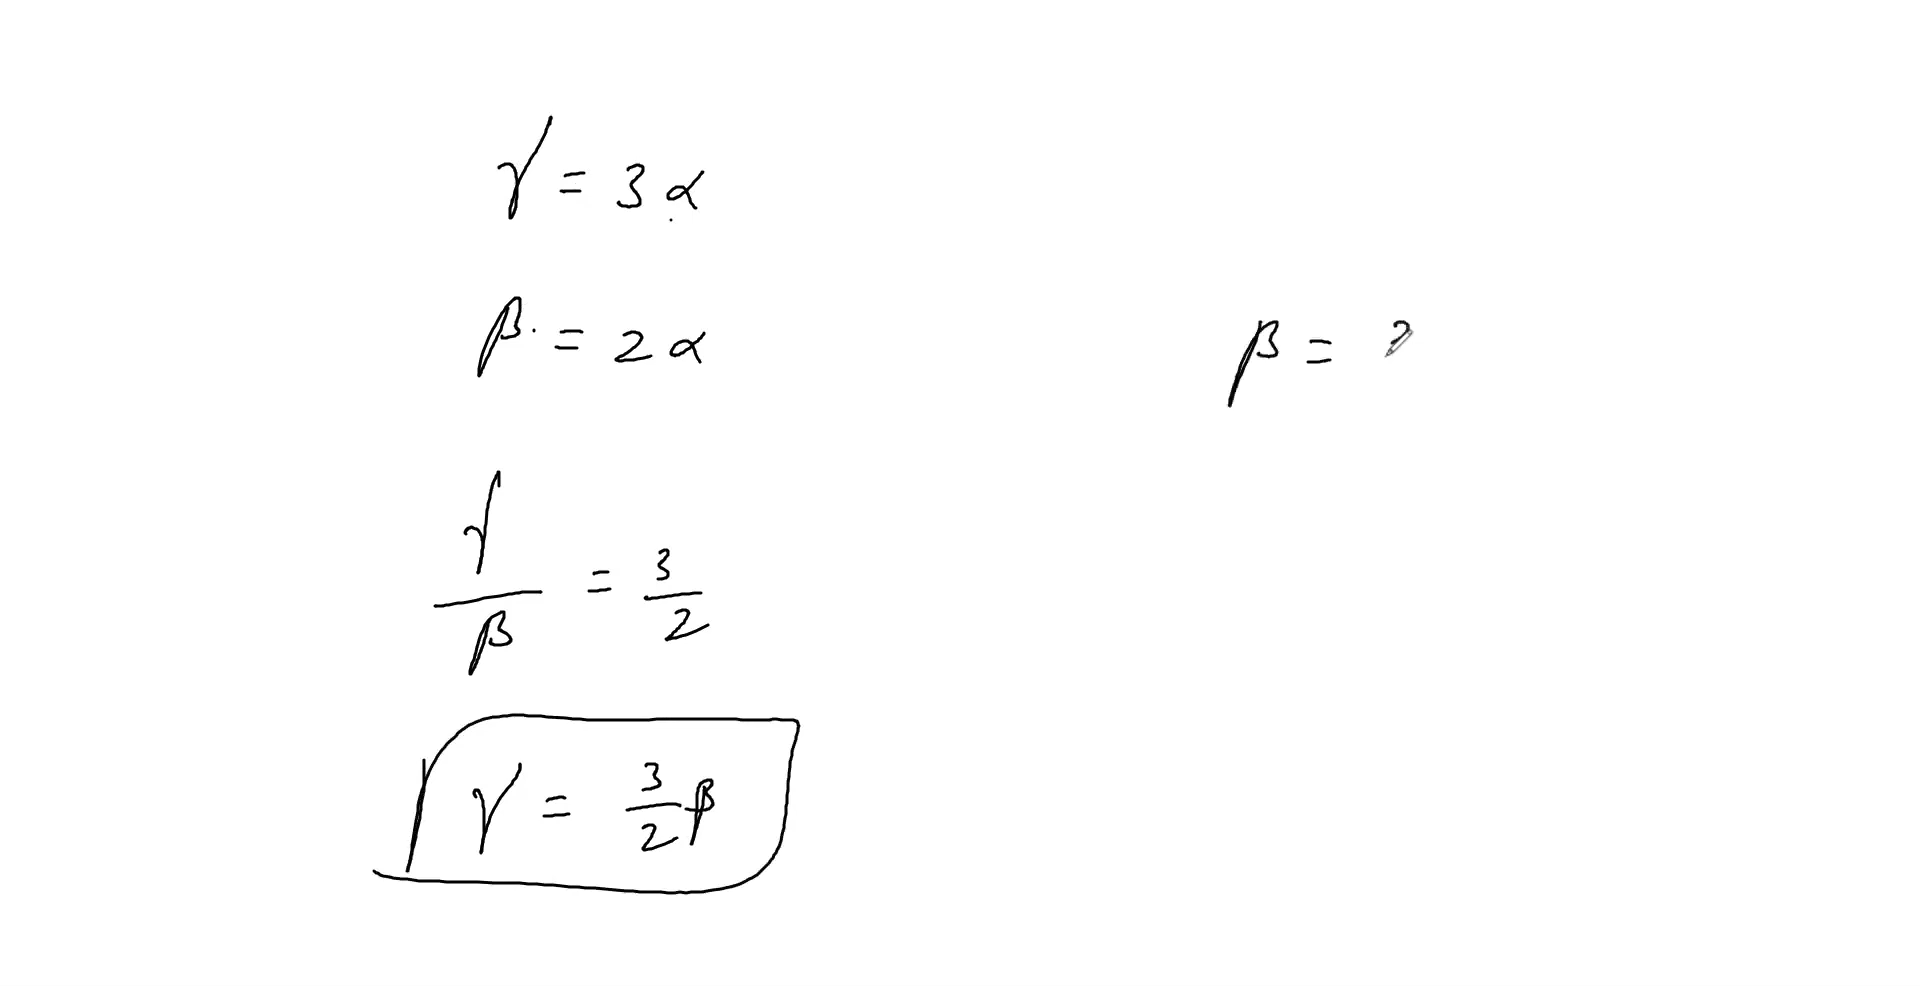 γ = 3α
β = 2α
γ/β = 3/2
γ = 3/2 β
β =